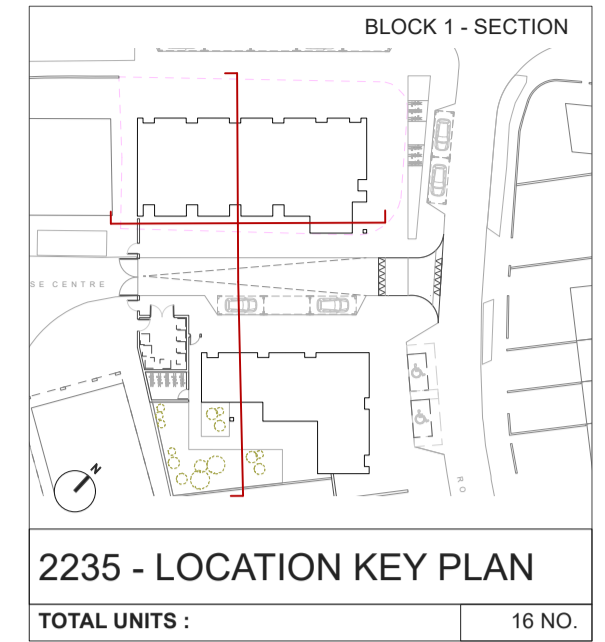 BLOCK 1 - SECTION
SE CENTRE
N
RO
2235 - LOCATION KEY PLAN
TOTAL UNITS : 16 NO.